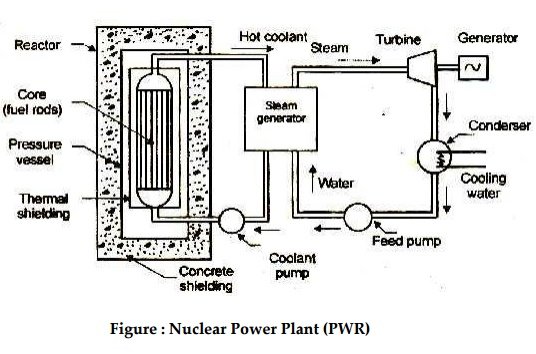 Reactor
Hot coolant
Steam
Turbine
Generator
Core
(fuel rods)
Steam
generator
Conderser
Pressure
vessel
Water
Cooling
water
Thermal
shielding
Feed pump
Coolant
pump
Concrete
shielding
Figure : Nuclear Power Plant (PWR)